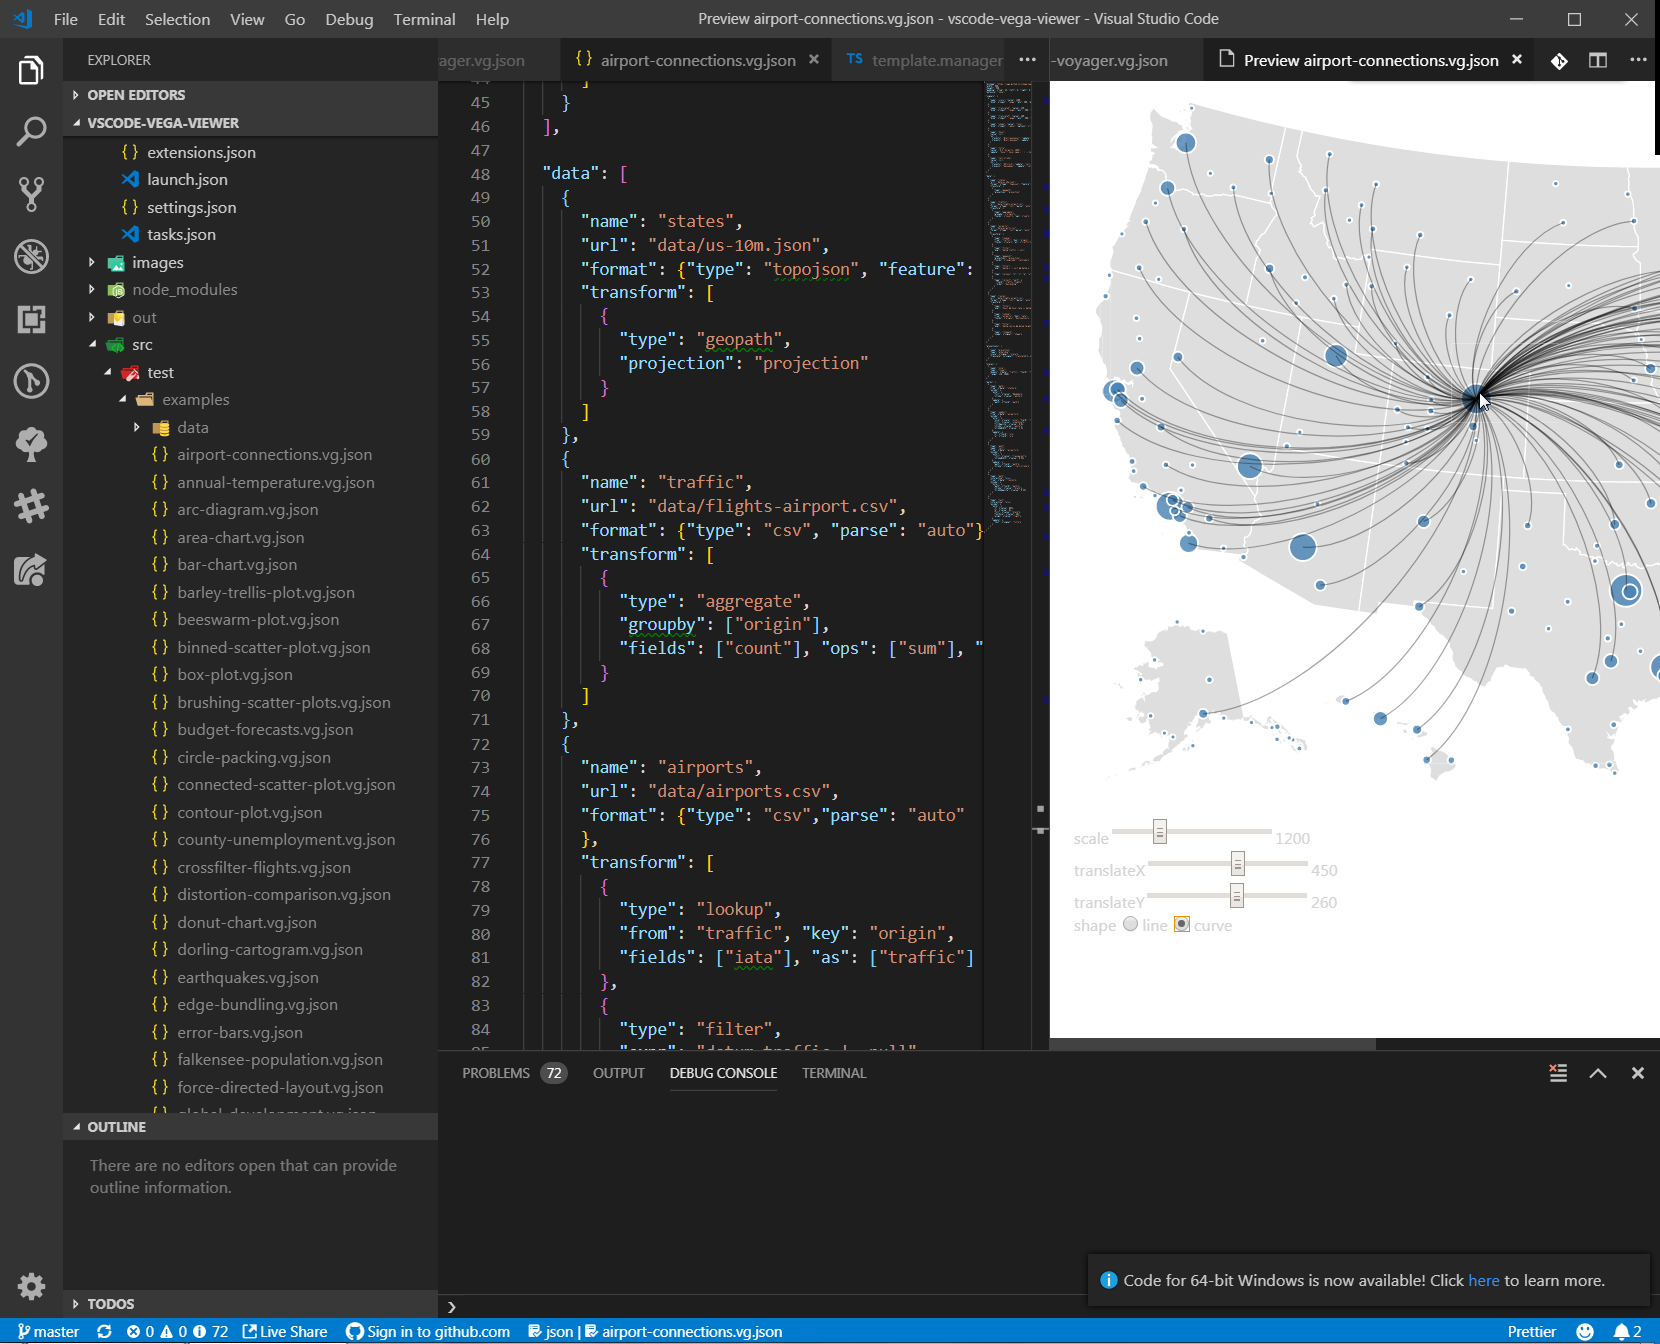 File Edit Selection View Go Debug Terminal Help
Preview airport-connections.vg.json - vscode-vega-viewer - Visual Studio Code
EXPLORER
OPEN EDITORS
VSCODE-VEGA-VIEWER
{} extensions.json
launch.json
{} settings.json
tasks.json
images
node_modules
out
src
test
examples
data
{} airport-connections.vg.json
{} annual-temperature.vg.json
{} arc-diagram.vg.json
{} area-chart.vg.json
{} bar-chart.vg.json
{} barley-trellis-plot.vg.json
{} beeswarm-plot.vg.json
{} binned-scatter-plot.vg.json
{} box-plot.vg.json
{} brushing-scatter-plots.vg.json
{} budget-forecasts.vg.json
{} circle-packing.vg.json
{} connected-scatter-plot.vg.json
{} contour-plot.vg.json
{} county-unemployment.vg.json
{} crossfilter-flights.vg.json
{} distortion-comparison.vg.json
{} donut-chart.vg.json
{} dorling-cartogram.vg.json
{} earthquakes.vg.json
{} edge-bundling.vg.json
{} error-bars.vg.json
{} falkensee-population.vg.json
{} force-directed-layout.vg.json
OUTLINE
There are no editors open that can provide
outline information.
TODOS
ager.vg.json
{} airport-connections.vg.json ×
TS template.manager
···
45 }
46 ],
47
48 "data": [
49 {
50 "name": "states",
51 "url": "data/us-10m.json",
52 "format": {"type": "topojson", "feature":
53 "transform": [
54 {
55 "type": "geopath",
56 "projection": "projection"
57 }
58 ]
59 },
60 {
61 "name": "traffic",
62 "url": "data/flights-airport.csv",
63 "format": {"type": "csv", "parse": "auto"}
64 "transform": [
65 {
66 "type": "aggregate",
67 "groupby": ["origin"],
68 "fields": ["count"], "ops": ["sum"], "
69 }
70 ]
71 },
72 {
73 "name": "airports",
74 "url": "data/airports.csv",
75 "format": {"type": "csv","parse": "auto"
76 },
77 "transform": [
78 {
79 "type": "lookup",
80 "from": "traffic", "key": "origin",
81 "fields": ["iata"], "as": ["traffic"]
82 },
83 {
84 "type": "filter",
-voyager.vg.json
Preview airport-connections.vg.json ×
···
scale 1200
translateX 450
translateY 260
shape line curve
PROBLEMS 72 OUTPUT DEBUG CONSOLE TERMINAL
Code for 64-bit Windows is now available! Click here to learn more.
master 0 0 72 Live Share Sign in to github.com json | airport-connections.vg.json
Prettier 2